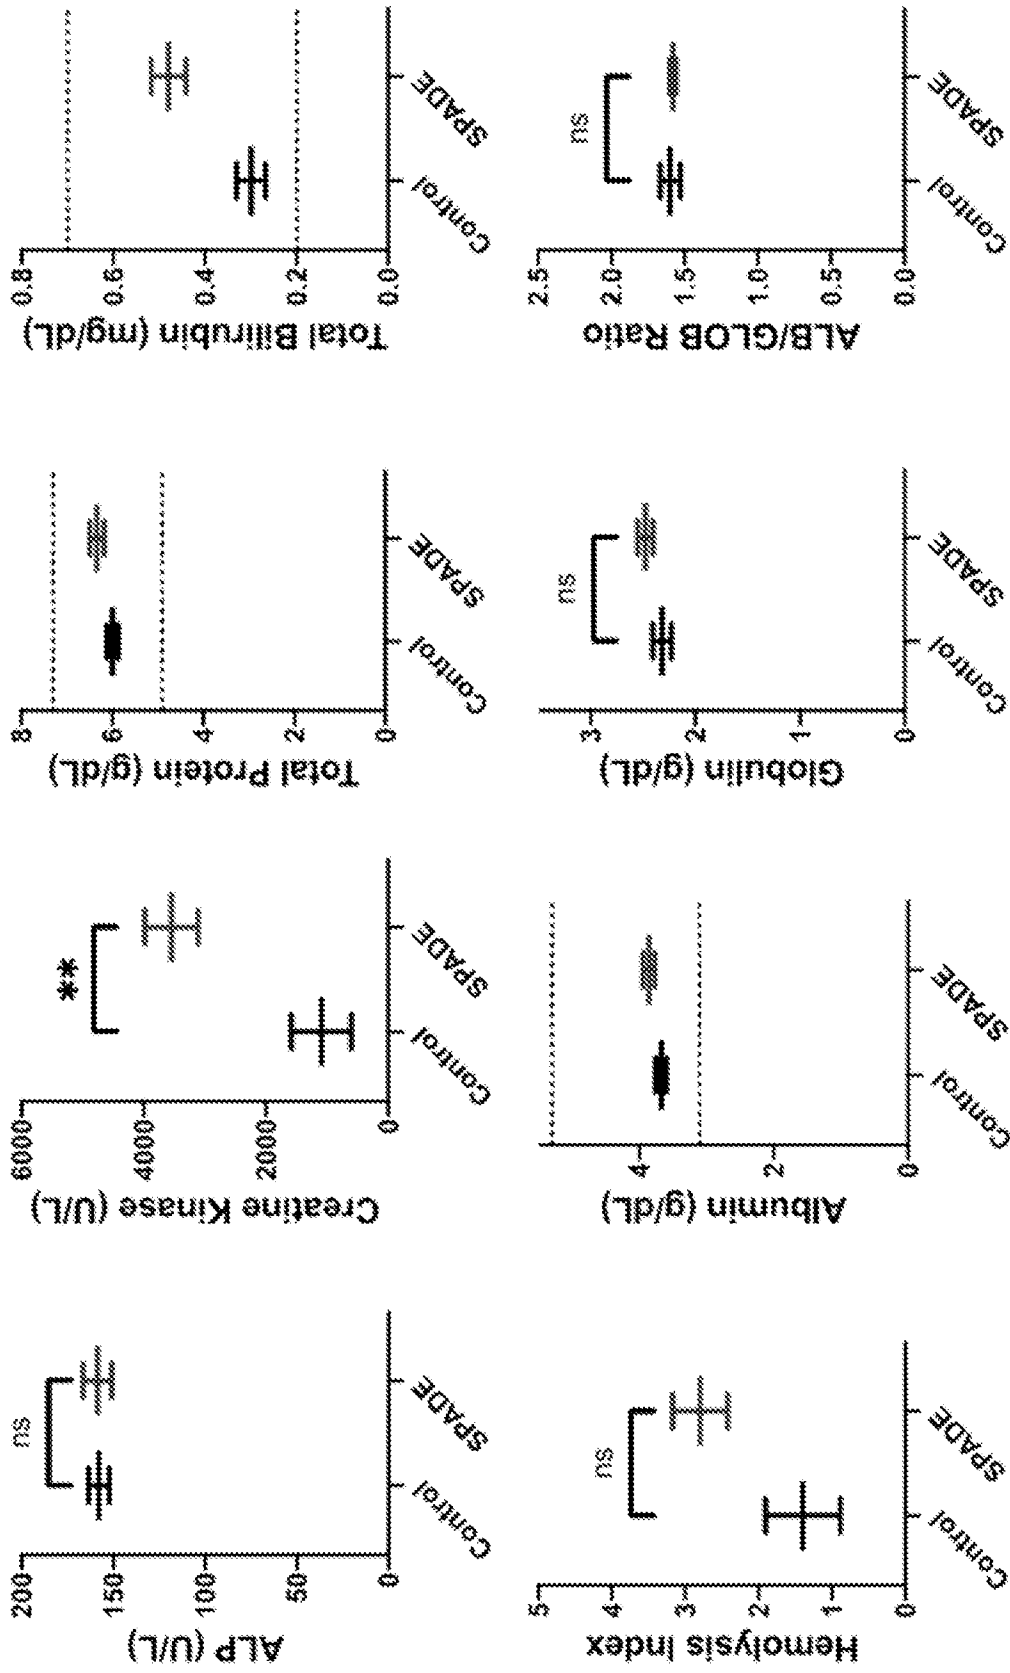 ALP (U/L)
200
150
100
50
0
ns
Control
SPADE
Creatine Kinase (U/L)
6000
4000
2000
0
**
Control
SPADE
Total Protein (g/dL)
8
6
4
2
0
Control
SPADE
Total Bilirubin (mg/dL)
0.8
0.6
0.4
0.2
0.0
Control
SPADE
Hemolysis Index
5
4
3
2
1
0
ns
Control
SPADE
Albumin (g/dL)
4
2
0
Control
SPADE
Globulin (g/dL)
3
2
1
0
ns
Control
SPADE
ALB/GLOB Ratio
2.5
2.0
1.5
1.0
0.5
0.0
ns
Control
SPADE